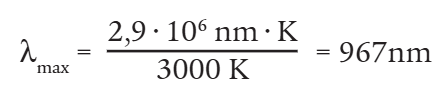 λmax = 2,9 · 10⁶ nm · K / 3000 K = 967nm